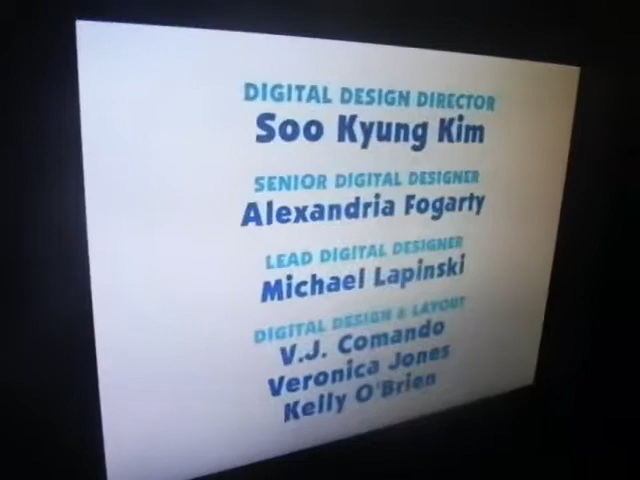 DIGITAL DESIGN DIRECTOR
Soo Kyung Kim
SENIOR DIGITAL DESIGNER
Alexandria Fogarty
LEAD DIGITAL DESIGNER
Michael Lapinski
DIGITAL DESIGN & LAYOUT
V.J. Comando
Veronica Jones
Kelly O'Brien